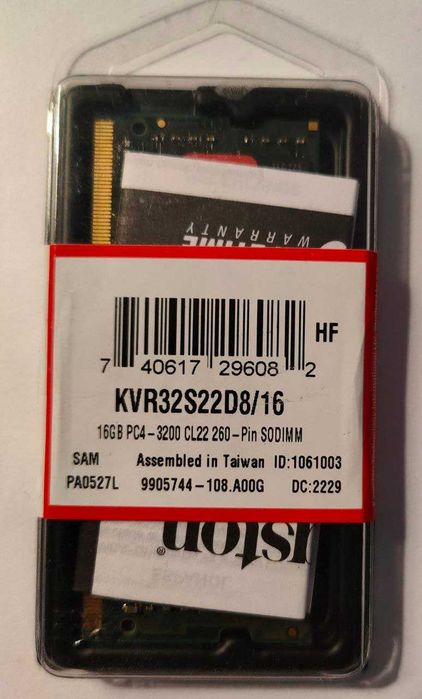 WARRANTY
HF
7 40617 29608 2
KVR32S22D8/16
16GB PC4-3200 CL22 260-Pin SODIMM
SAM Assembled in Taiwan ID:1061003
PA0527L 9905744-108.A00G DC:2229
gston®